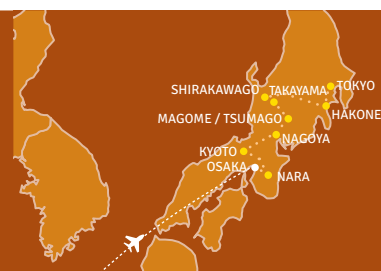 TOKYO
SHIRAKAWAGO TAKAYAMA
HAKONE
MAGOME / TSUMAGO
NAGOYA
KYOTO
OSAKA
NARA